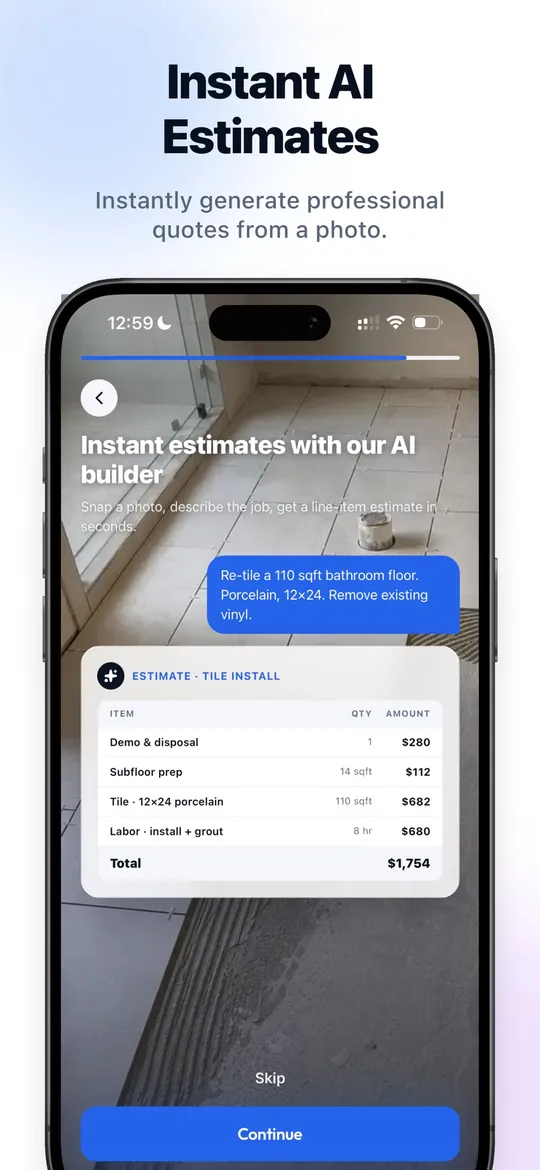 Instant AI
Estimates
Instantly generate professional
quotes from a photo.
12:59
Instant estimates with our AI
builder
Snap a photo, describe the job, get a line-item estimate in
seconds.
Re-tile a 110 sqft bathroom floor.
Porcelain, 12×24. Remove existing
vinyl.
ESTIMATE · TILE INSTALL
ITEM QTY AMOUNT
Demo & disposal 1 $280
Subfloor prep 14 sqft $112
Tile · 12×24 porcelain 110 sqft $682
Labor · install + grout 8 hr $680
Total $1,754
Skip
Continue